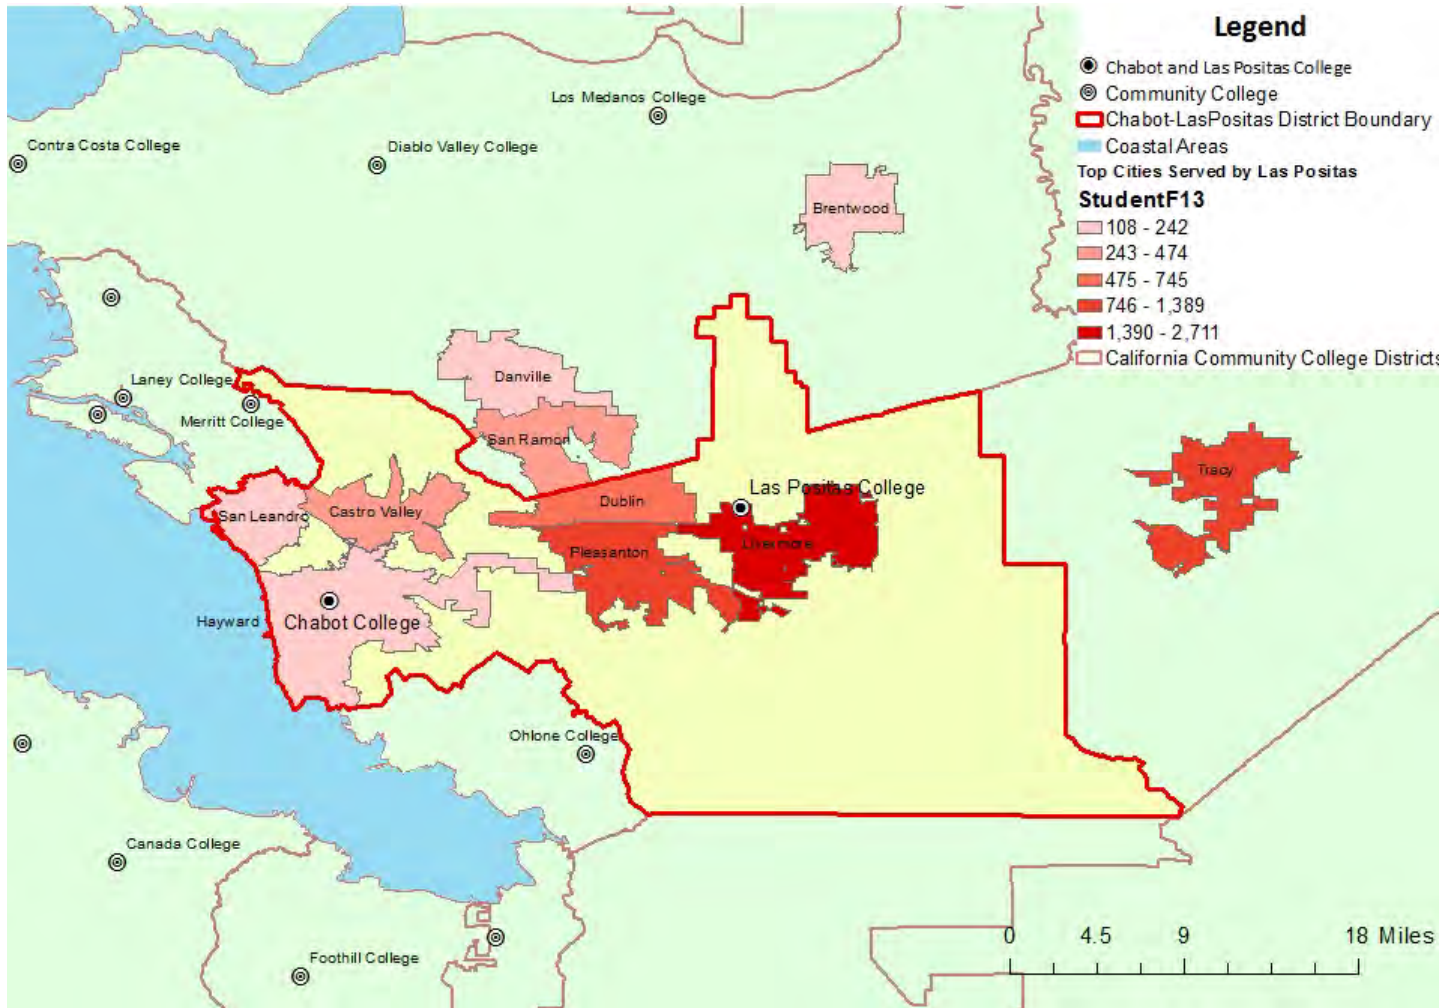 Legend
Chabot and Las Positas College
Community College
Chabot-LasPositas District Boundary
Coastal Areas
Top Cities Served by Las Positas
StudentF13
108 - 242
243 - 474
475 - 745
746 - 1,389
1,390 - 2,711
California Community College Districts
Los Medanos College
Contra Costa College
Diablo Valley College
Brentwood
Laney College
Merritt College
Danville
San Ramon
Tracy
Las Positas College
Dublin
San Leandro
Castro Valley
Pleasanton
Livermore
Hayward
Chabot College
Ohlone College
Canada College
Foothill College
0 4.5 9 18 Miles